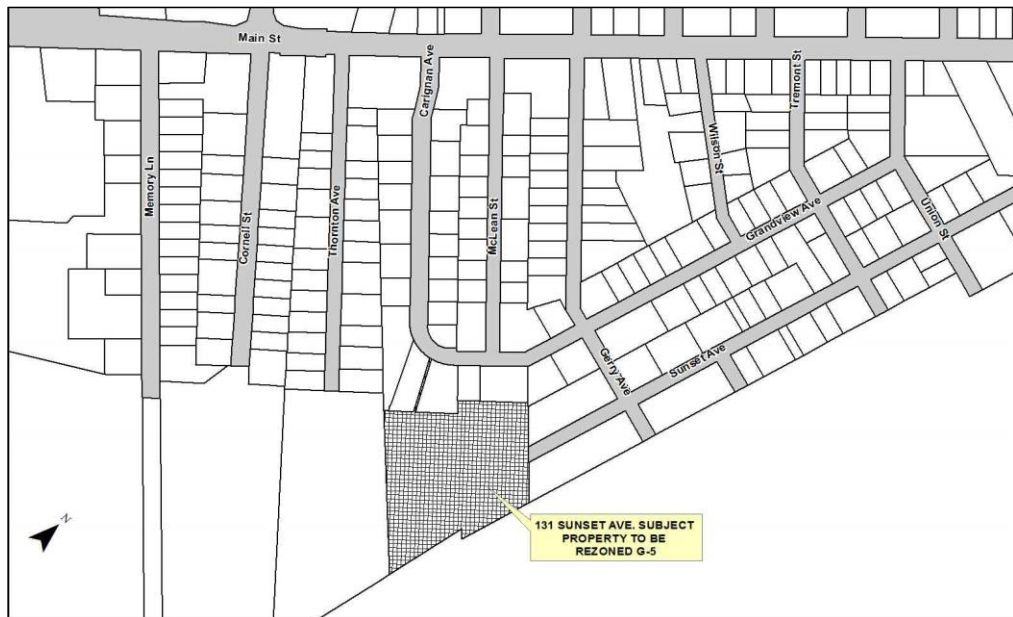 Main St
Carignan Ave
Tremont St
Wilson St
Memory Ln
Cornell St
Thornton Ave
McLean St
Grandview Ave
Union St
Gerry Ave
Sunset Ave
N
131 SUNSET AVE. SUBJECT
PROPERTY TO BE
REZONED G-5